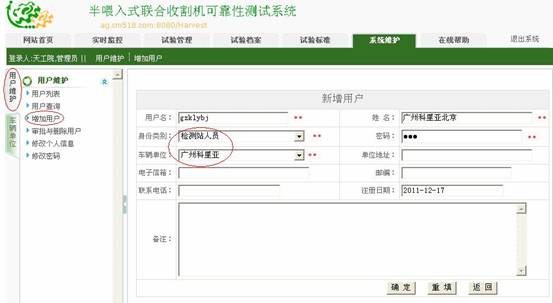 半喂入式联合收割机可靠性测试系统
ag.cm518.com:8080/Harvest
网站首页 实时监控 试验管理 试验档案 试验标准 系统维护 在线帮助 退出系统
登录人:天工院,管理员 || 用户维护 增加用户
用户维护
车辆单位
用户维护
用户列表
用户查询
增加用户
审批与删除用户
修改个人信息
修改密码
新增用户
用户名: gzklybj ** 姓 名: 广州科星亚北京 **
身份类别: 检测站人员 ** 密码: ●●● **
车辆单位: 广州科星亚 ** 单位地址:
电子信箱: 邮编:
联系电话: 注册日期: 2011-12-17
备注:
确 定 重 填 返 回